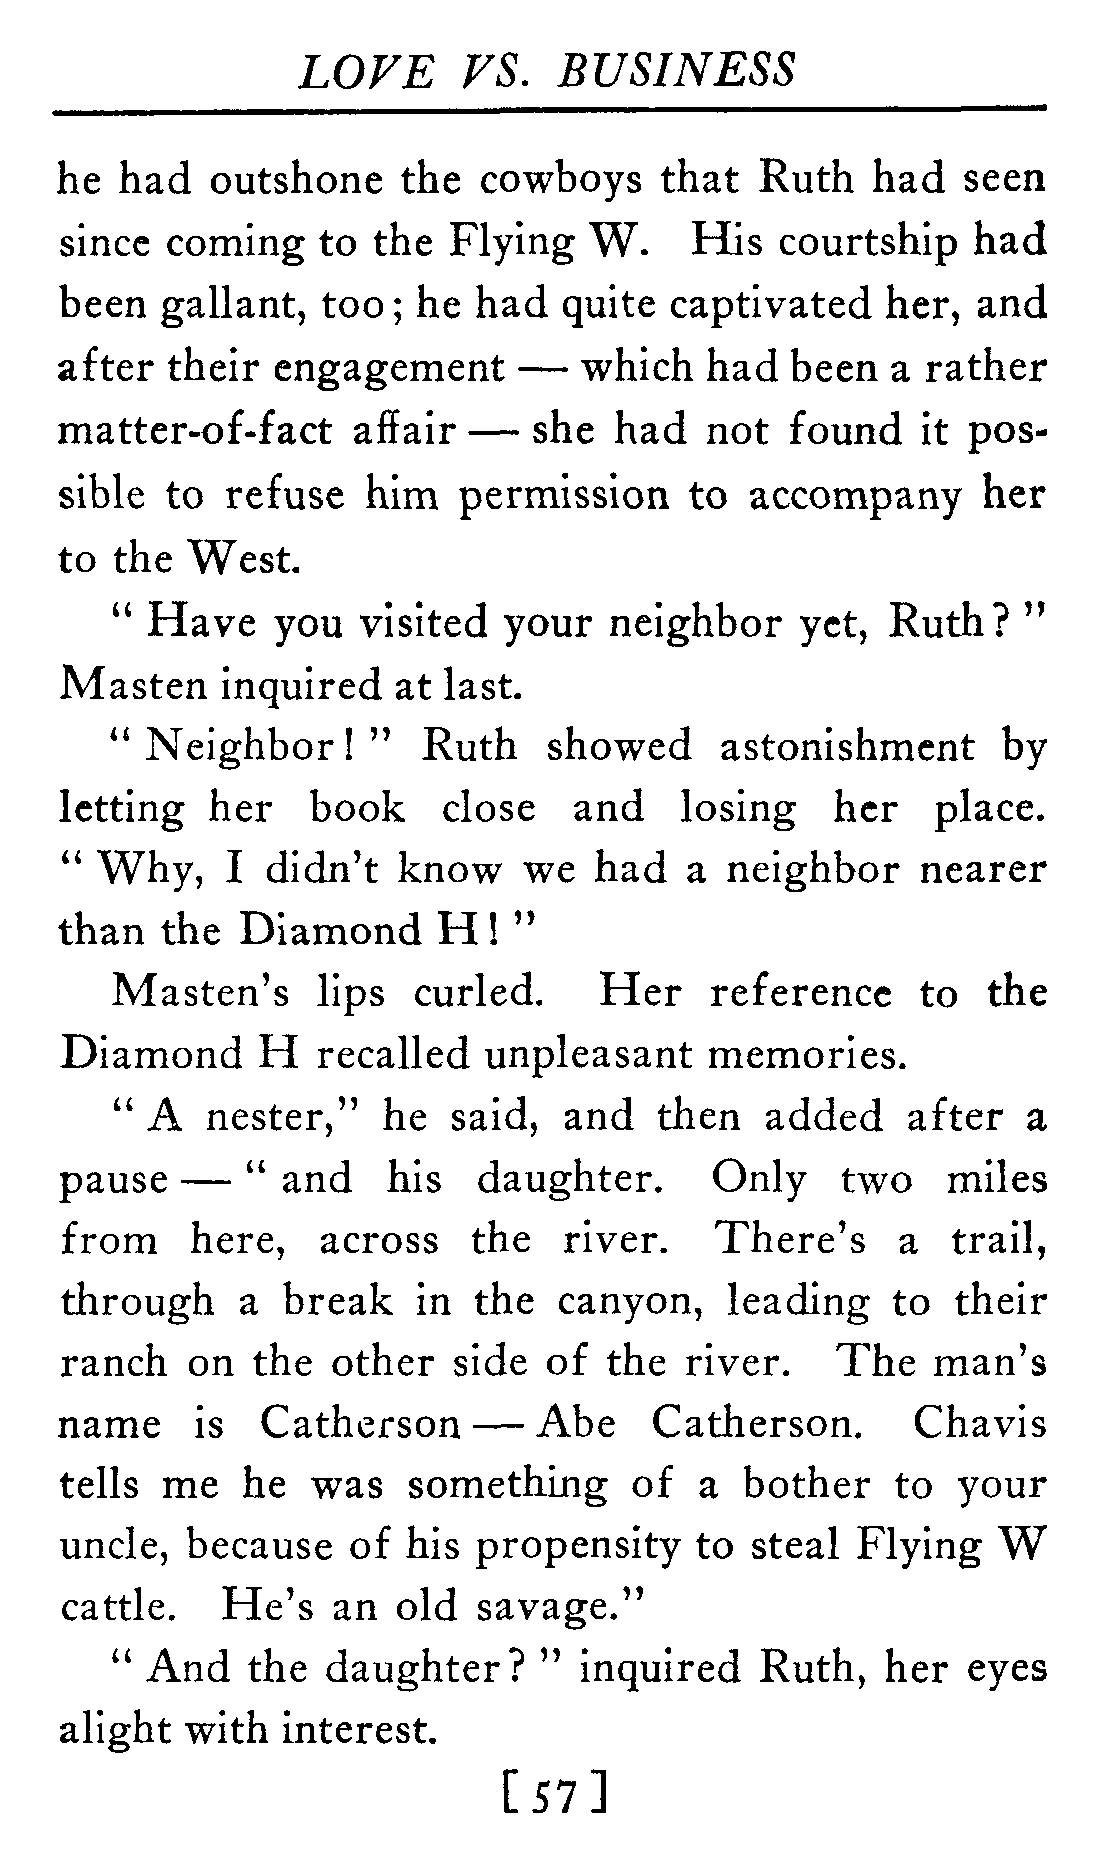 LOVE VS. BUSINESS
he had outshone the cowboys that Ruth had seen
since coming to the Flying W. His courtship had
been gallant, too; he had quite captivated her, and
after their engagement — which had been a rather
matter-of-fact affair — she had not found it pos-
sible to refuse him permission to accompany her
to the West.
" Have you visited your neighbor yet, Ruth? "
Masten inquired at last.
" Neighbor! " Ruth showed astonishment by
letting her book close and losing her place.
" Why, I didn't know we had a neighbor nearer
than the Diamond H! "
Masten's lips curled. Her reference to the
Diamond H recalled unpleasant memories.
" A nester," he said, and then added after a
pause — " and his daughter. Only two miles
from here, across the river. There's a trail,
through a break in the canyon, leading to their
ranch on the other side of the river. The man's
name is Catherson — Abe Catherson. Chavis
tells me he was something of a bother to your
uncle, because of his propensity to steal Flying W
cattle. He's an old savage."
" And the daughter? " inquired Ruth, her eyes
alight with interest.
[ 57 ]